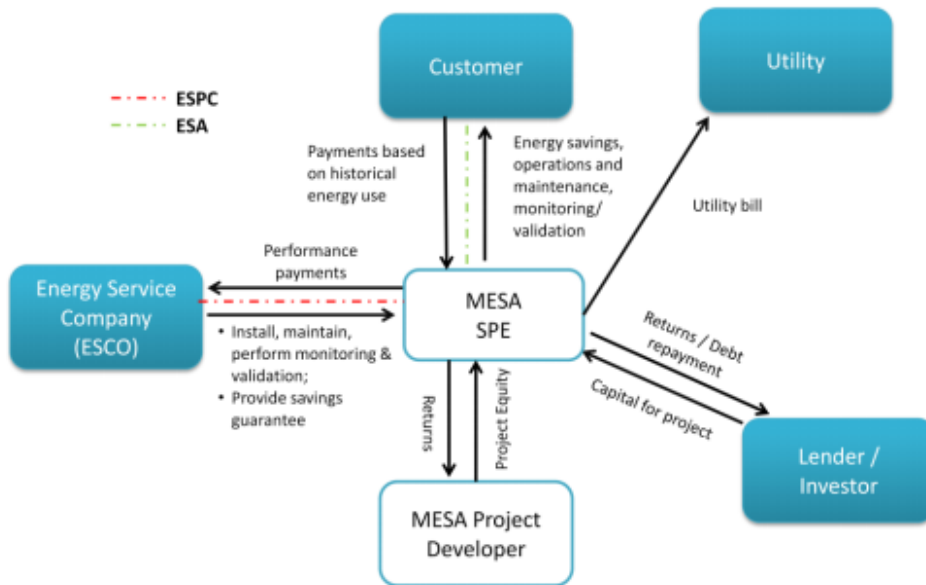 Customer
Utility
ESPC
ESA
Payments based
on historical
energy use
Energy savings,
operations and
maintenance,
monitoring/
validation
Utility bill
Performance
payments
Energy Service
Company
(ESCO)
MESA
SPE
• Install, maintain,
perform monitoring &
validation;
• Provide savings
guarantee
Returns / Debt
repayment
Capital for project
Returns
Project Equity
Lender /
Investor
MESA Project
Developer